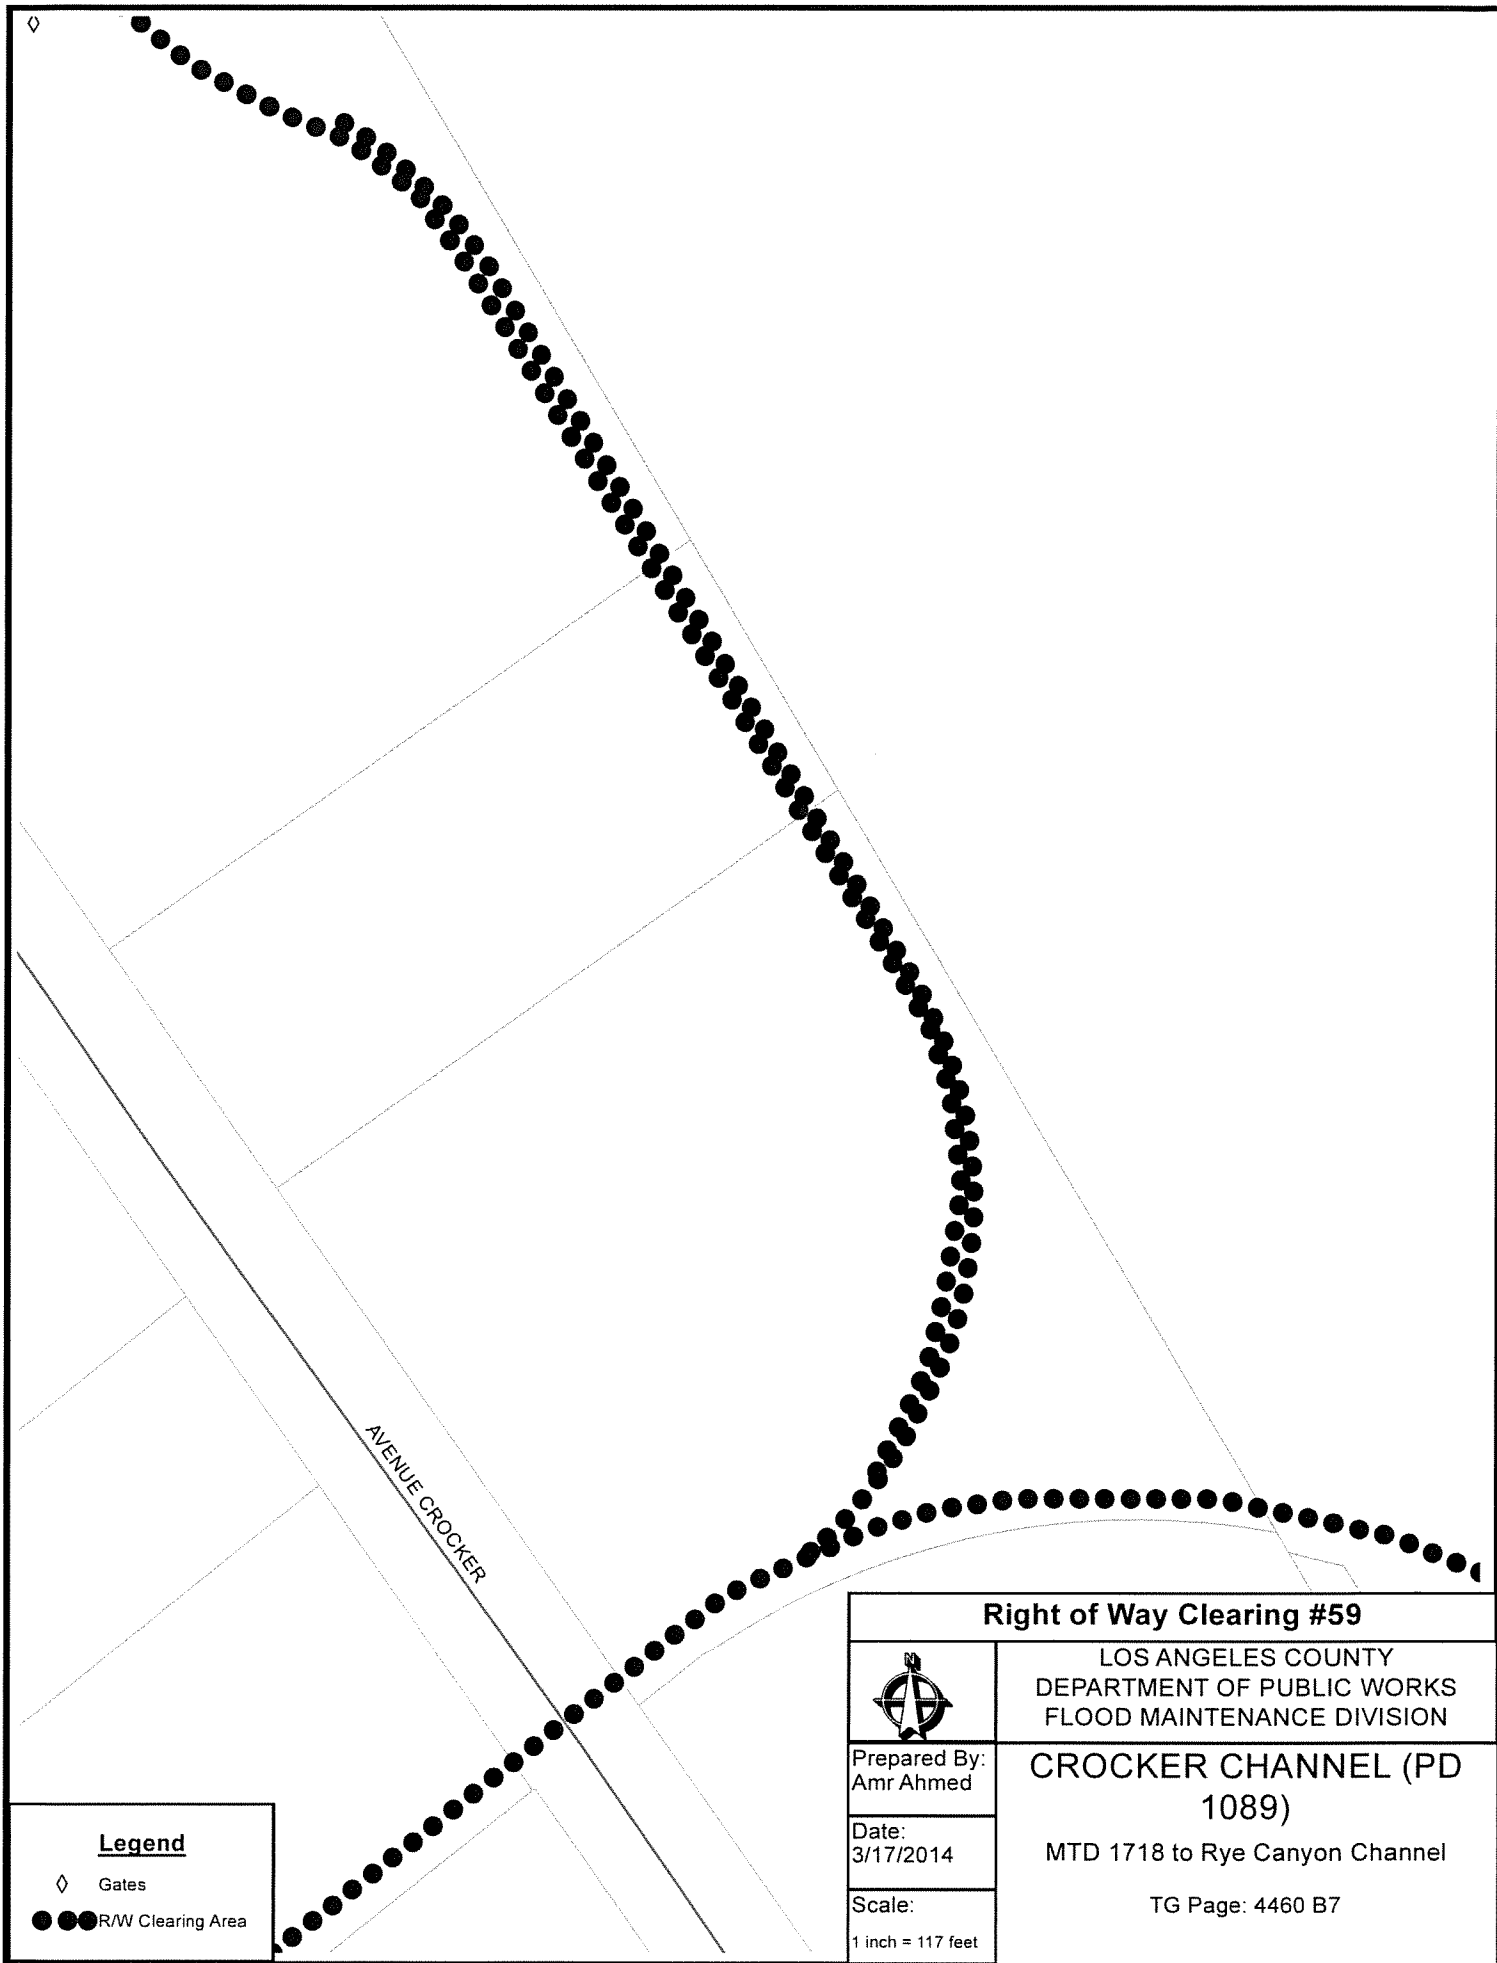 AVENUE CROCKER
Right of Way Clearing #59
N
LOS ANGELES COUNTY
DEPARTMENT OF PUBLIC WORKS
FLOOD MAINTENANCE DIVISION
Prepared By:
Amr Ahmed
CROCKER CHANNEL (PD
1089)
Date:
3/17/2014
MTD 1718 to Rye Canyon Channel
Scale:
1 inch = 117 feet
TG Page: 4460 B7
Legend
Gates
R/W Clearing Area